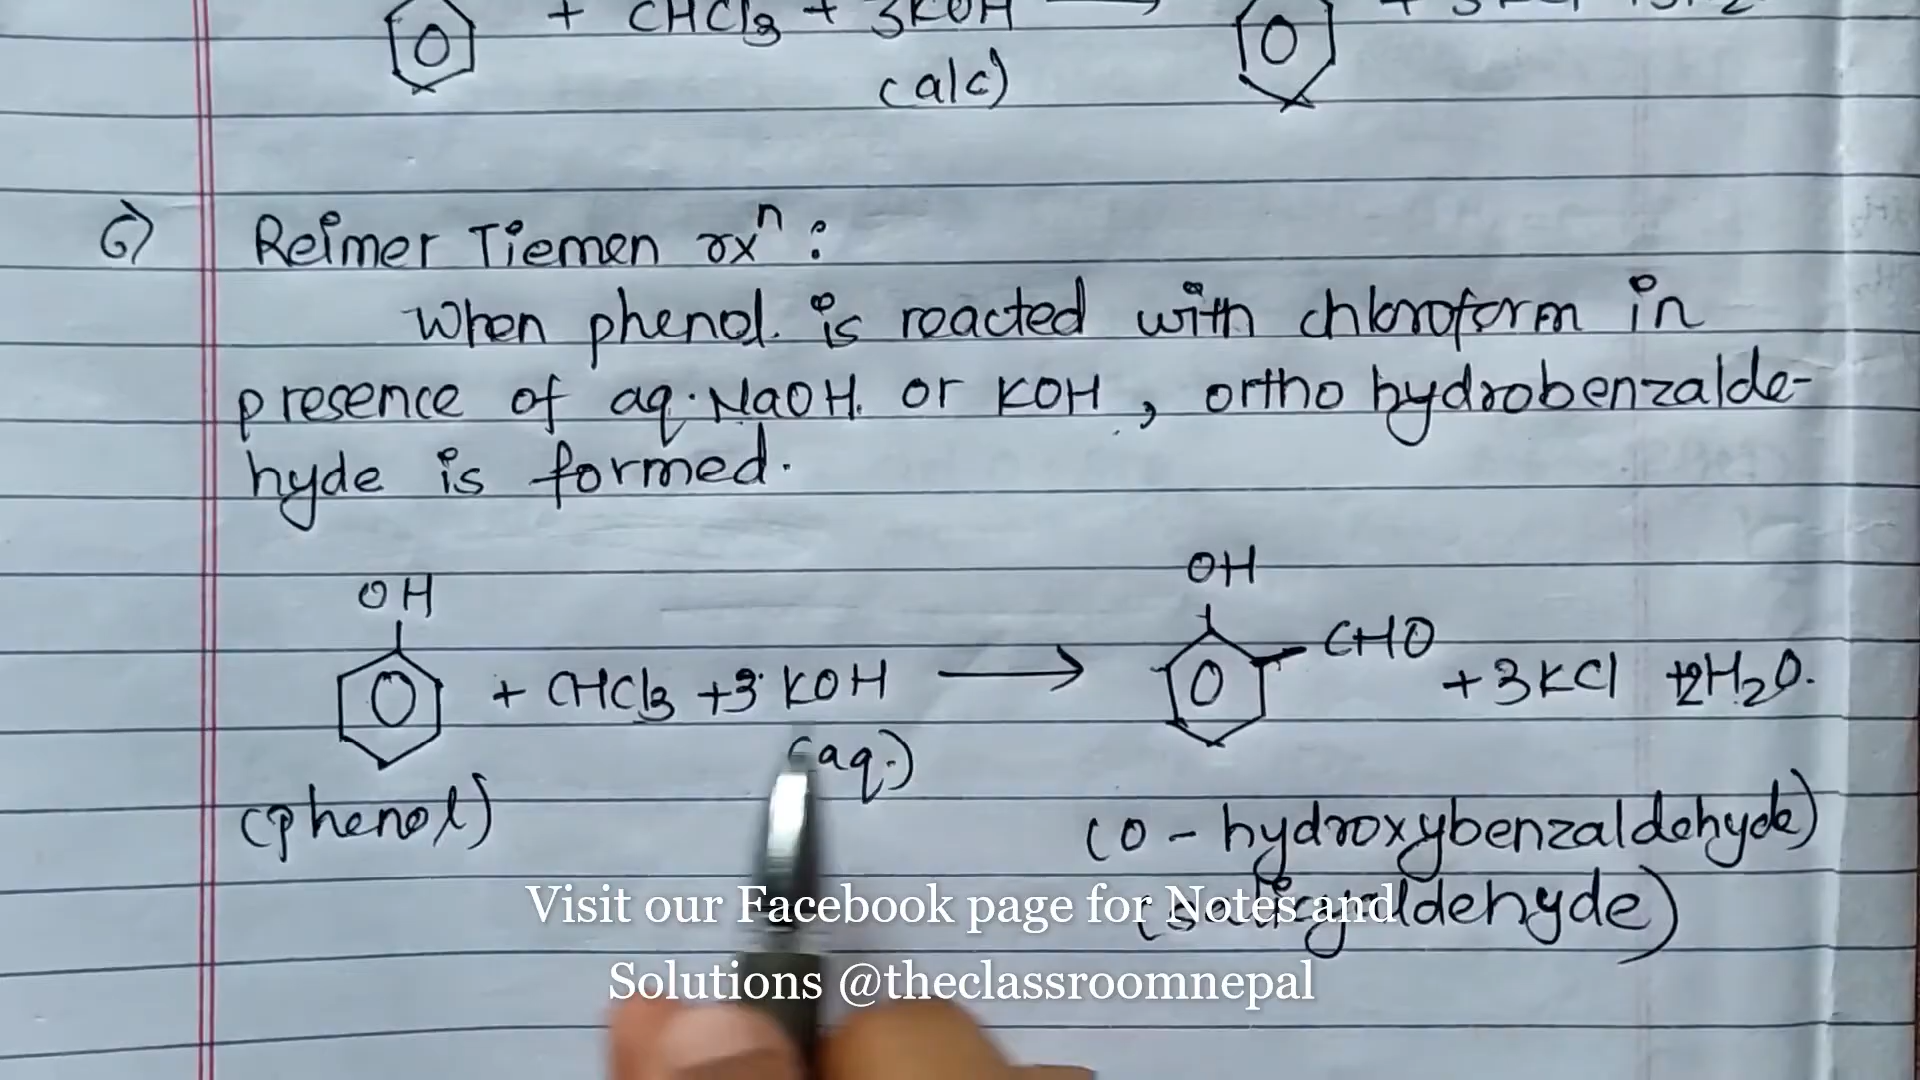 + CHCl3 + 3KOH
(alc)
6) Reimer Tiemen rxn :
When phenol. is reacted with chloroform in
presence of aq. NaOH. or KOH, ortho hydrobenzalde-
hyde is formed.
OH OH
CHO
+ CHCl3 +3 KOH ⟶ +3KCl +2H2O.
(aq.)
(phenol) (o-hydroxybenzaldehyde)
(salicyaldehyde)
Visit our Facebook page for Notes and
Solutions @theclassroomnepal